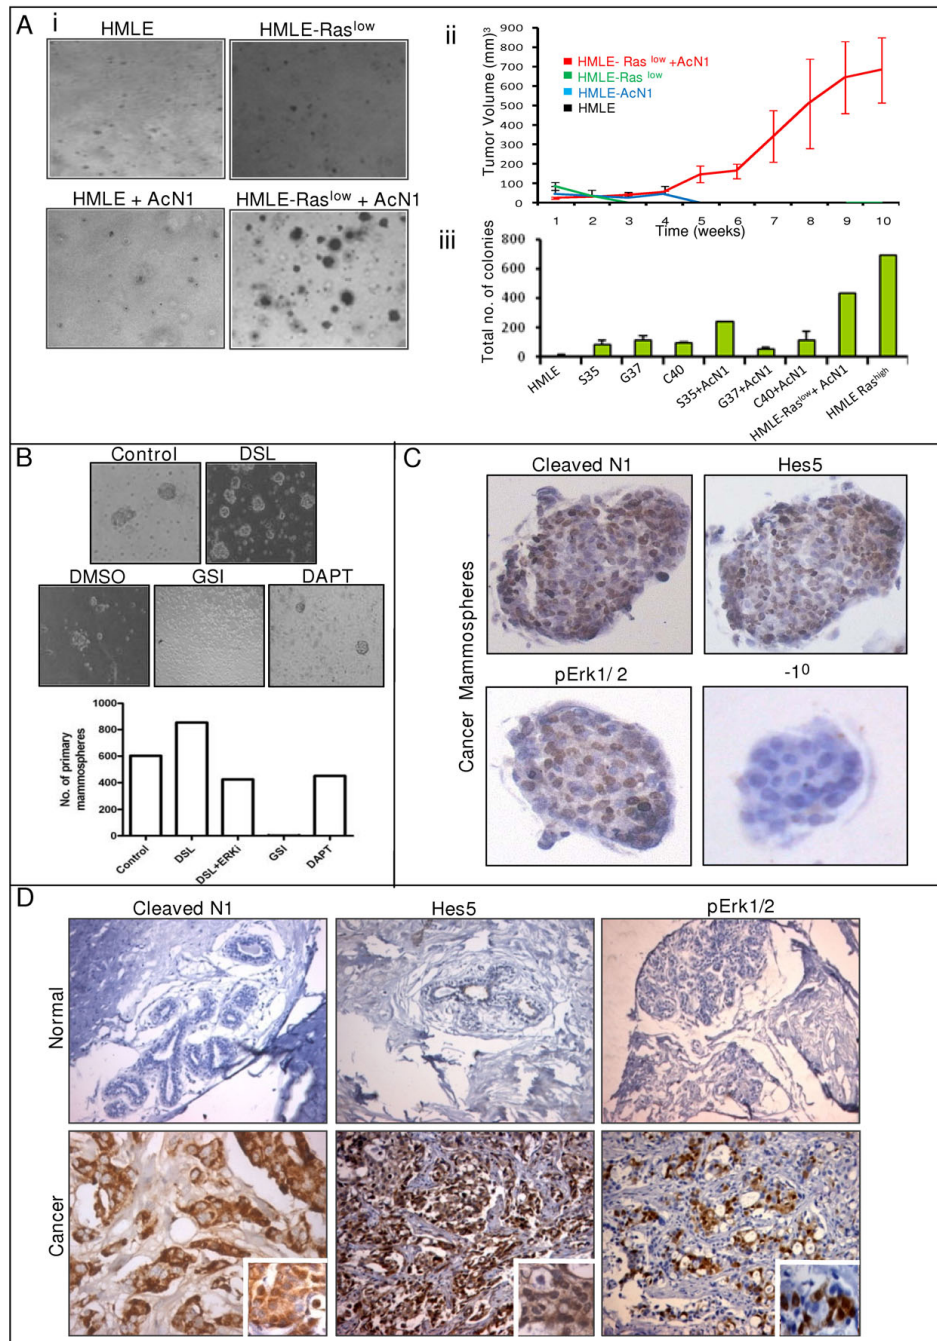 A
i
HMLE
HMLE-Ras^low
HMLE + AcN1
HMLE-Ras^low + AcN1
ii
Tumor Volume (mm)³
900
800
700
600
500
400
300
200
100
0
HMLE- Ras ^low +AcN1
HMLE-Ras ^low
HMLE-AcN1
HMLE
1 2 3 4 5 6 7 8 9 10
Time (weeks)
iii
Total no. of colonies
800
600
400
200
0
HMLE
S35
G37
C40
S35+AcN1
G37+AcN1
C40+AcN1
HMLE-Ras^low+ AcN1
HMLE Ras^high
B
Control
DSL
DMSO
GSI
DAPT
No. of primary
mammospheres
1000
800
600
400
200
0
Control
DSL
DSL+ERKi
GSI
DAPT
C
Cleaved N1
Hes5
Cancer Mammospheres
pErk1/ 2
-1⁰
D
Cleaved N1
Hes5
pErk1/2
Normal
Cancer